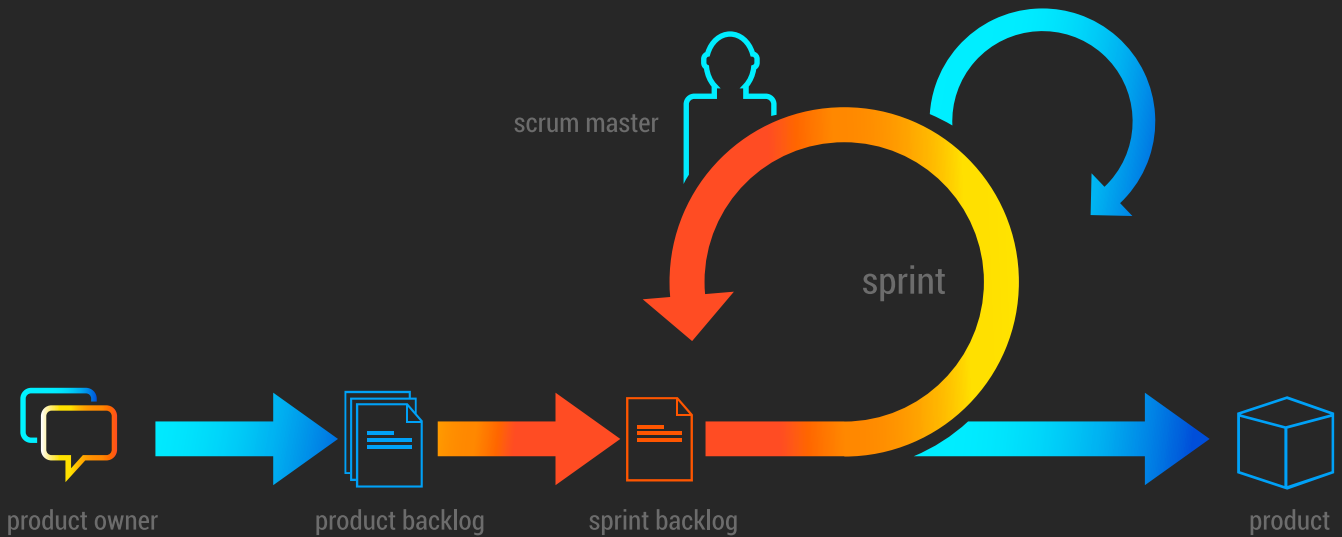 scrum master
sprint
product owner
product backlog
sprint backlog
product